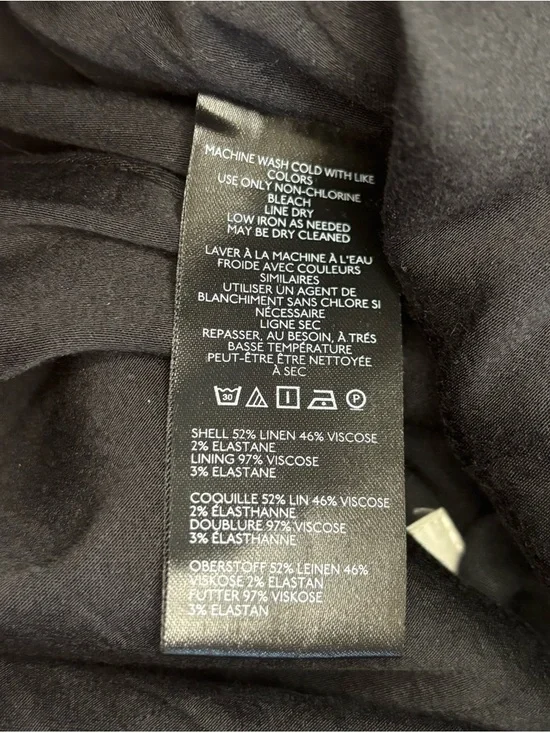 MACHINE WASH COLD WITH LIKE
COLORS
USE ONLY NON-CHLORINE
BLEACH
LINE DRY
LOW IRON AS NEEDED
MAY BE DRY CLEANED
LAVER À LA MACHINE À L'EAU
FROIDE AVEC COULEURS
SIMILAIRES
UTILISER UN AGENT DE
BLANCHIMENT SANS CHLORE SI
NÉCESSAIRE
LIGNE SEC
REPASSER, AU BESOIN, À TRÉS
BASSE TEMPÉRATURE
PEUT-ÊTRE ÊTRE NETTOYÉE
À SEC
30 P
SHELL 52% LINEN 46% VISCOSE
2% ELASTANE
LINING 97% VISCOSE
3% ELASTANE
COQUILLE 52% LIN 46% VISCOSE
2% ÉLASTHANNE
DOUBLURE 97% VISCOSE
3% ÉLASTHANNE
OBERSTOFF 52% LEINEN 46%
VISKOSE 2% ELASTAN
FUTTER 97% VISKOSE
3% ELASTAN